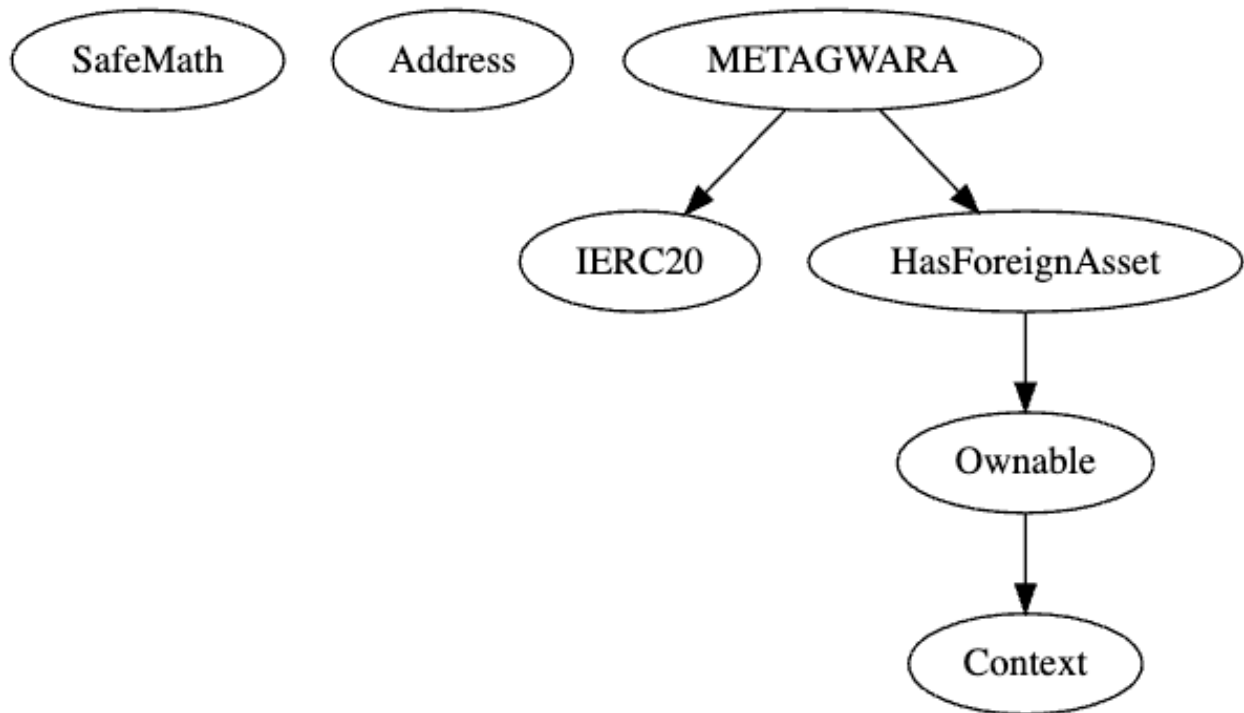 SafeMath
Address
METAGWARA
IERC20
HasForeignAsset
Ownable
Context